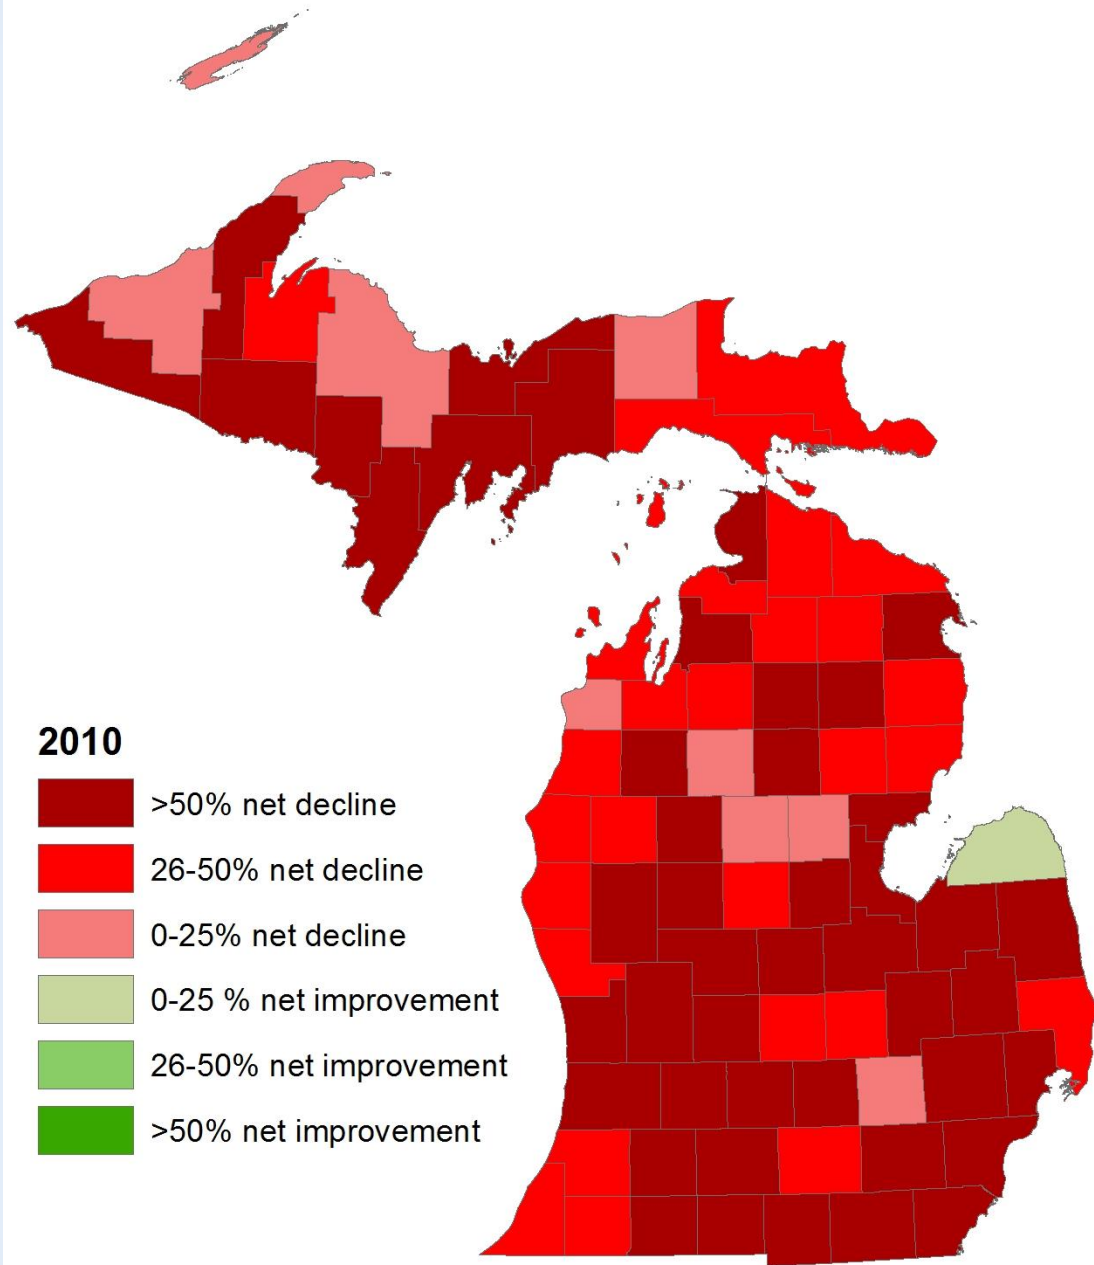 2010
>50% net decline
26-50% net decline
0-25% net decline
0-25 % net improvement
26-50% net improvement
>50% net improvement